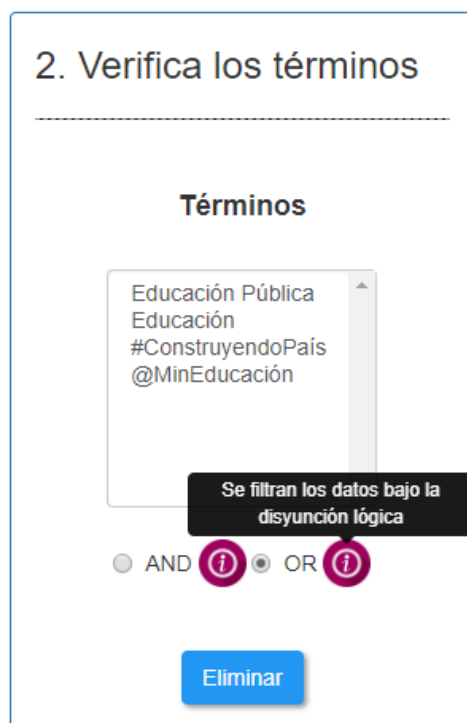 2. Verifica los términos
Términos
Educación Pública
Educación
#ConstruyendoPaís
@MinEducación
Se filtran los datos bajo la
disyunción lógica
AND i OR i
Eliminar